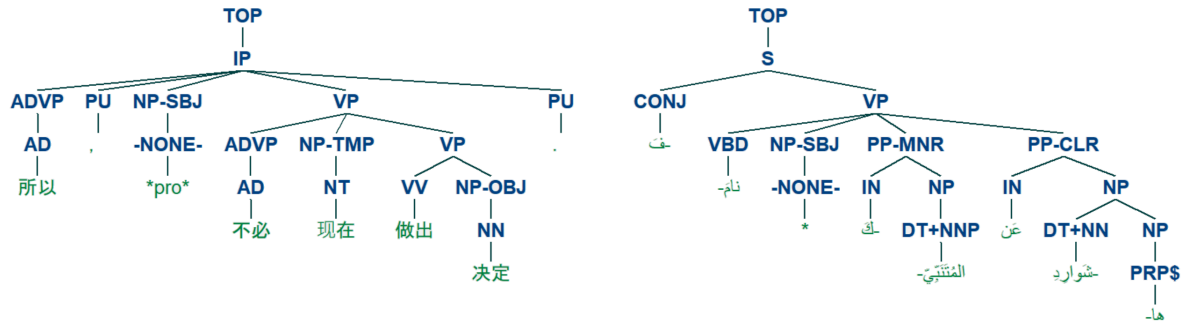 TOP
IP
ADVP PU NP-SBJ VP PU
AD , -NONE- ADVP NP-TMP VP .
所以 *pro* AD NT VV NP-OBJ
不必 现在 做出 NN
决定
TOP
S
CONJ VP
-فَ VBD NP-SBJ PP-MNR PP-CLR
نامَ- -NONE- IN NP IN NP
* -كَ DT+NNP عَن DT+NN NP
المُتَنَبِّيّ- -شَوارِدِ PRP$
ها-